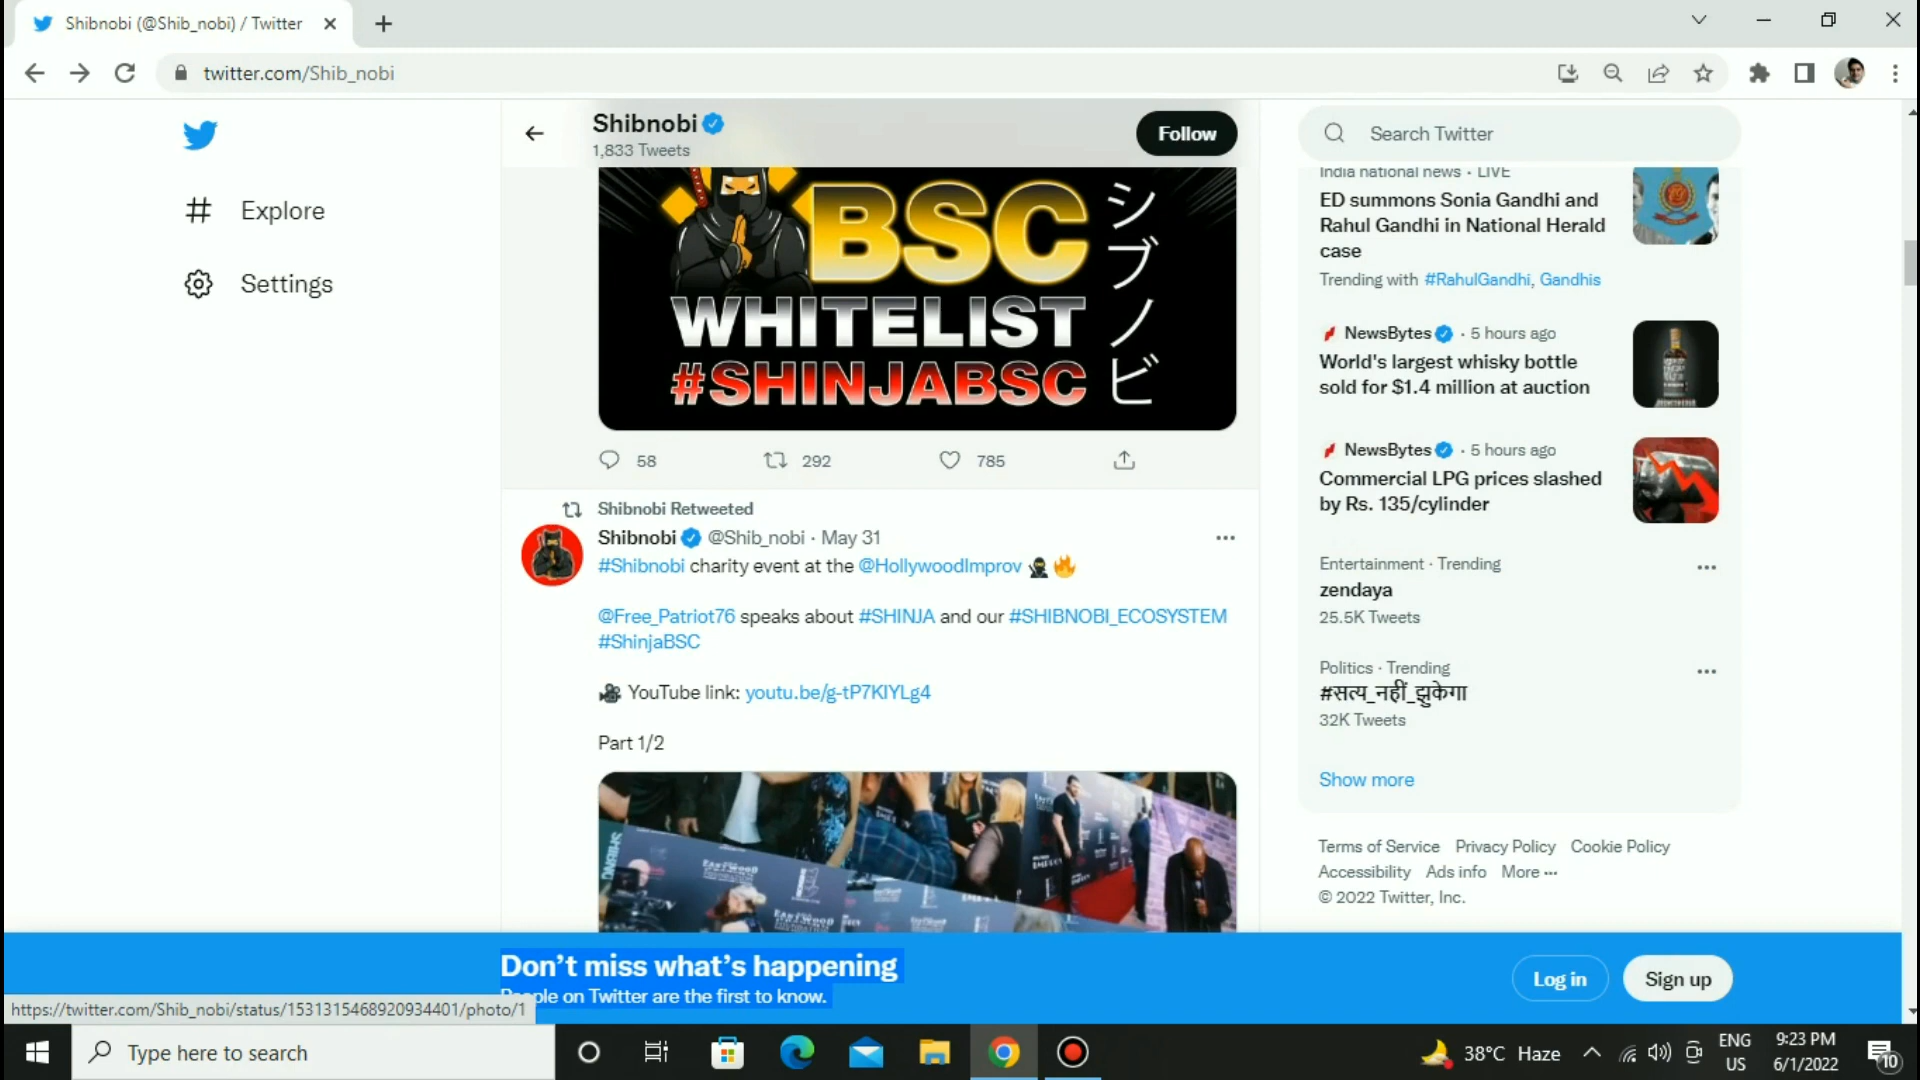 Shibnobi (@Shib_nobi) / Twitter
twitter.com/Shib_nobi
Explore
Settings
Shibnobi
1,833 Tweets
Follow
BSC
WHITELIST
#SHINJABSC
シブノビ
58
292
785
Shibnobi Retweeted
Shibnobi @Shib_nobi · May 31
#Shibnobi charity event at the @HollywoodImprov
@Free_Patriot76 speaks about #SHINJA and our #SHIBNOBI_ECOSYSTEM
#ShinjaBSC
YouTube link: youtu.be/g-tP7KIYLg4
Part 1/2
Search Twitter
India national news · LIVE
ED summons Sonia Gandhi and
Rahul Gandhi in National Herald
case
Trending with #RahulGandhi, Gandhis
NewsBytes · 5 hours ago
World's largest whisky bottle
sold for $1.4 million at auction
NewsBytes · 5 hours ago
Commercial LPG prices slashed
by Rs. 135/cylinder
Entertainment · Trending
zendaya
25.5K Tweets
Politics · Trending
#सत्य_नहीं_झुकेगा
32K Tweets
Show more
Terms of Service Privacy Policy Cookie Policy
Accessibility Ads info More ···
© 2022 Twitter, Inc.
Don't miss what's happening
People on Twitter are the first to know.
Log in
Sign up
https://twitter.com/Shib_nobi/status/1531315468920934401/photo/1
Type here to search
38°C Haze
ENG
US
9:23 PM
6/1/2022
10